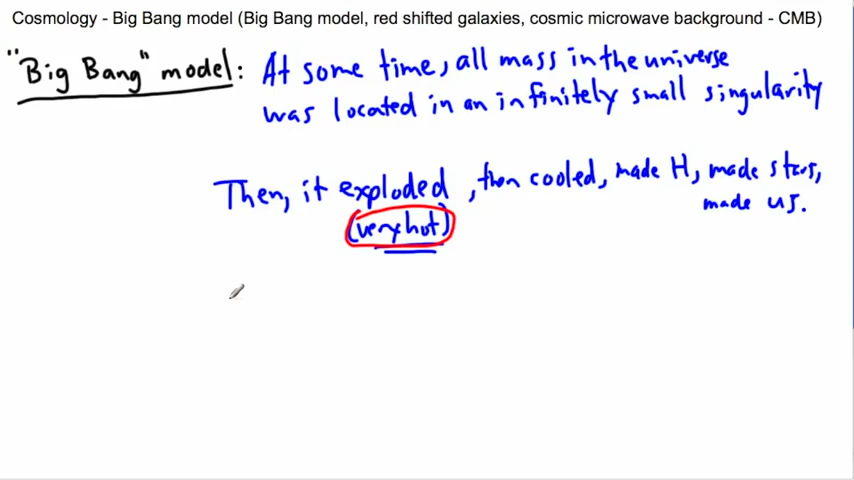 Cosmology - Big Bang model (Big Bang model, red shifted galaxies, cosmic microwave background - CMB)
"Big Bang" model: At some time, all mass in the universe
was located in an infinitely small singularity
Then, it exploded, then cooled, made H, made stars,
(very hot) made us.